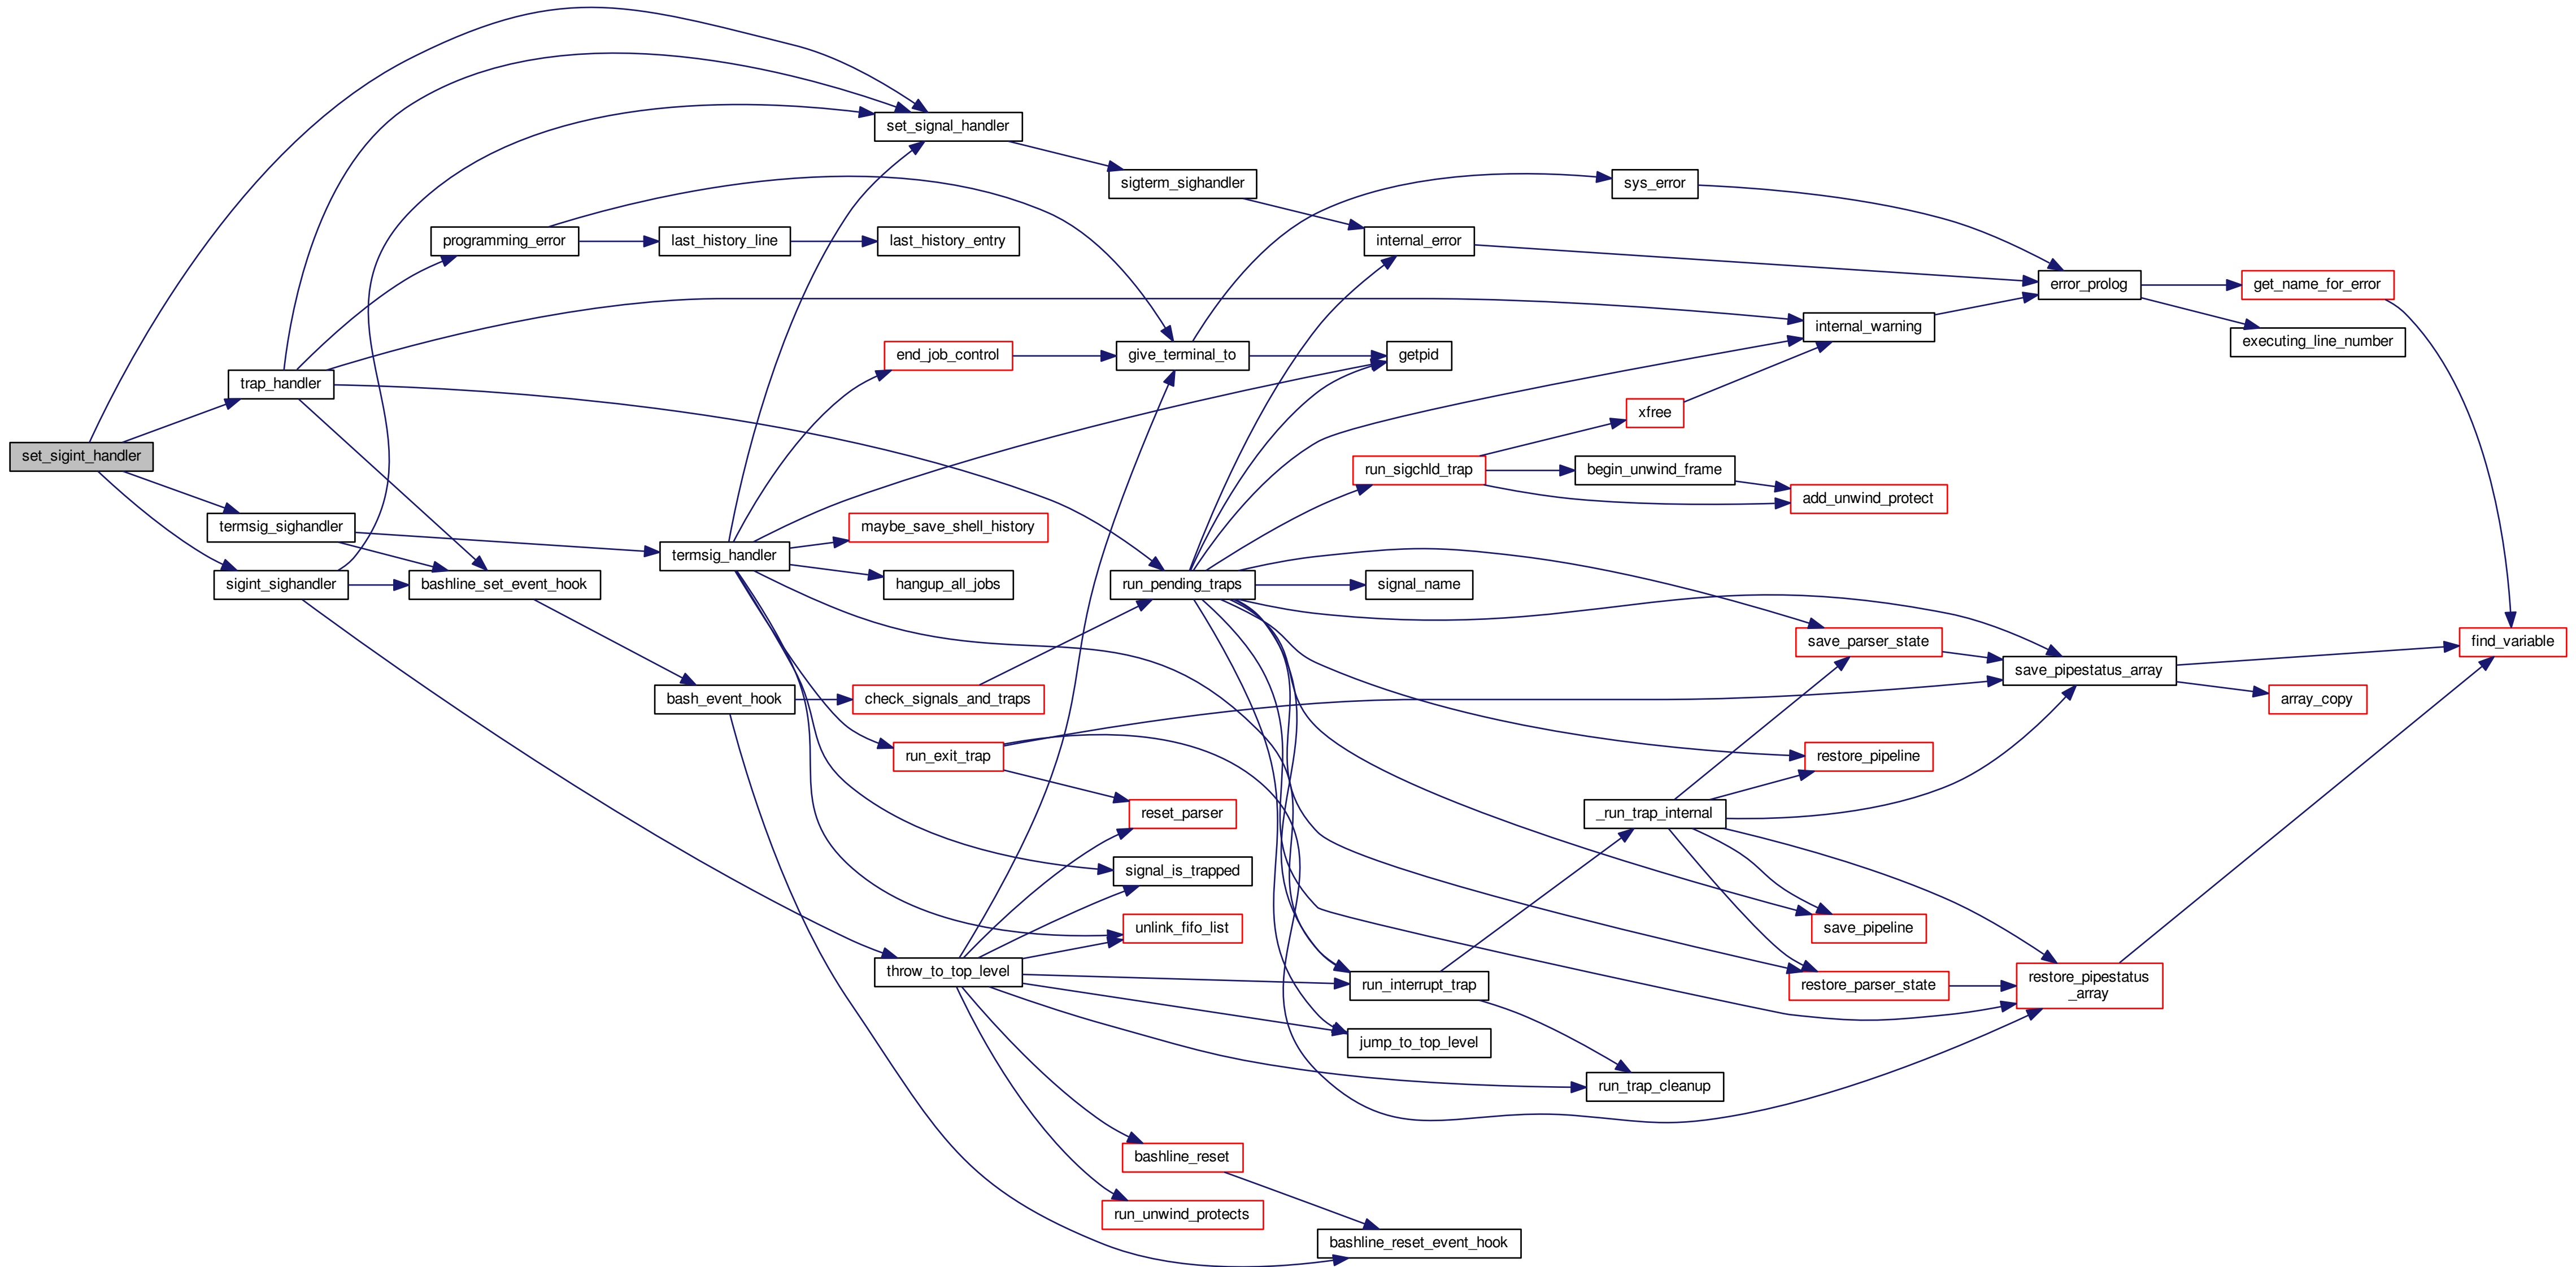 set_signal_handler
sigterm_sighandler
sys_error
programming_error
last_history_line
last_history_entry
internal_error
error_prolog
get_name_for_error
internal_warning
executing_line_number
end_job_control
give_terminal_to
getpid
trap_handler
xfree
set_sigint_handler
run_sigchld_trap
begin_unwind_frame
add_unwind_protect
termsig_sighandler
maybe_save_shell_history
termsig_handler
sigint_sighandler
bashline_set_event_hook
hangup_all_jobs
run_pending_traps
signal_name
save_parser_state
find_variable
save_pipestatus_array
bash_event_hook
check_signals_and_traps
array_copy
run_exit_trap
restore_pipeline
reset_parser
_run_trap_internal
signal_is_trapped
unlink_fifo_list
save_pipeline
throw_to_top_level
run_interrupt_trap
restore_parser_state
restore_pipestatus
_array
jump_to_top_level
run_trap_cleanup
bashline_reset
run_unwind_protects
bashline_reset_event_hook